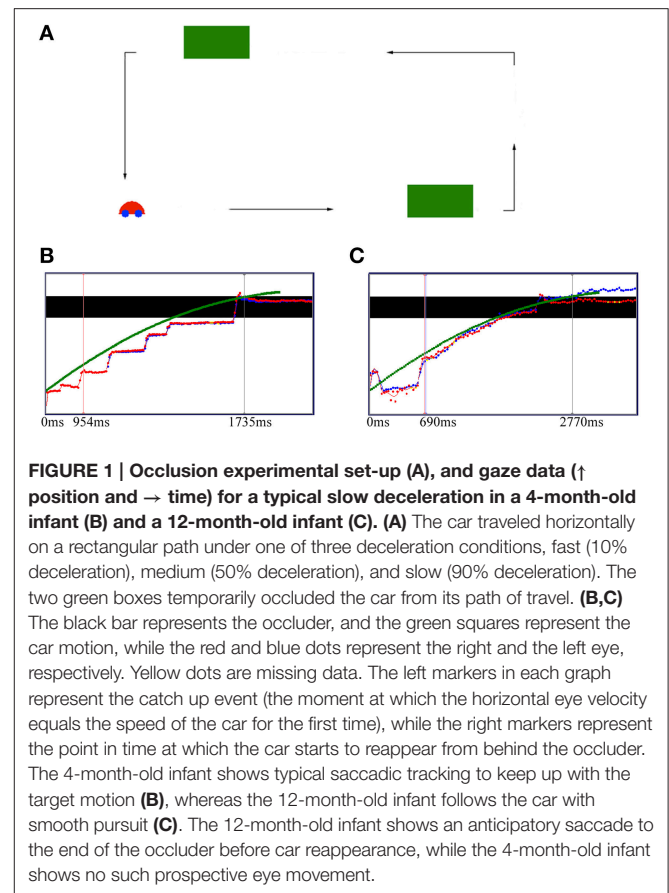 A
B
C
0ms 954ms 1735ms
0ms 690ms 2770ms
FIGURE 1 | Occlusion experimental set-up (A), and gaze data (↑
position and → time) for a typical slow deceleration in a 4-month-old
infant (B) and a 12-month-old infant (C). (A) The car traveled horizontally
on a rectangular path under one of three deceleration conditions, fast (10%
deceleration), medium (50% deceleration), and slow (90% deceleration). The
two green boxes temporarily occluded the car from its path of travel. (B,C)
The black bar represents the occluder, and the green squares represent the
car motion, while the red and blue dots represent the right and the left eye,
respectively. Yellow dots are missing data. The left markers in each graph
represent the catch up event (the moment at which the horizontal eye velocity
equals the speed of the car for the first time), while the right markers represent
the point in time at which the car starts to reappear from behind the occluder.
The 4-month-old infant shows typical saccadic tracking to keep up with the
target motion (B), whereas the 12-month-old infant follows the car with
smooth pursuit (C). The 12-month-old infant shows an anticipatory saccade to
the end of the occluder before car reappearance, while the 4-month-old infant
shows no such prospective eye movement.